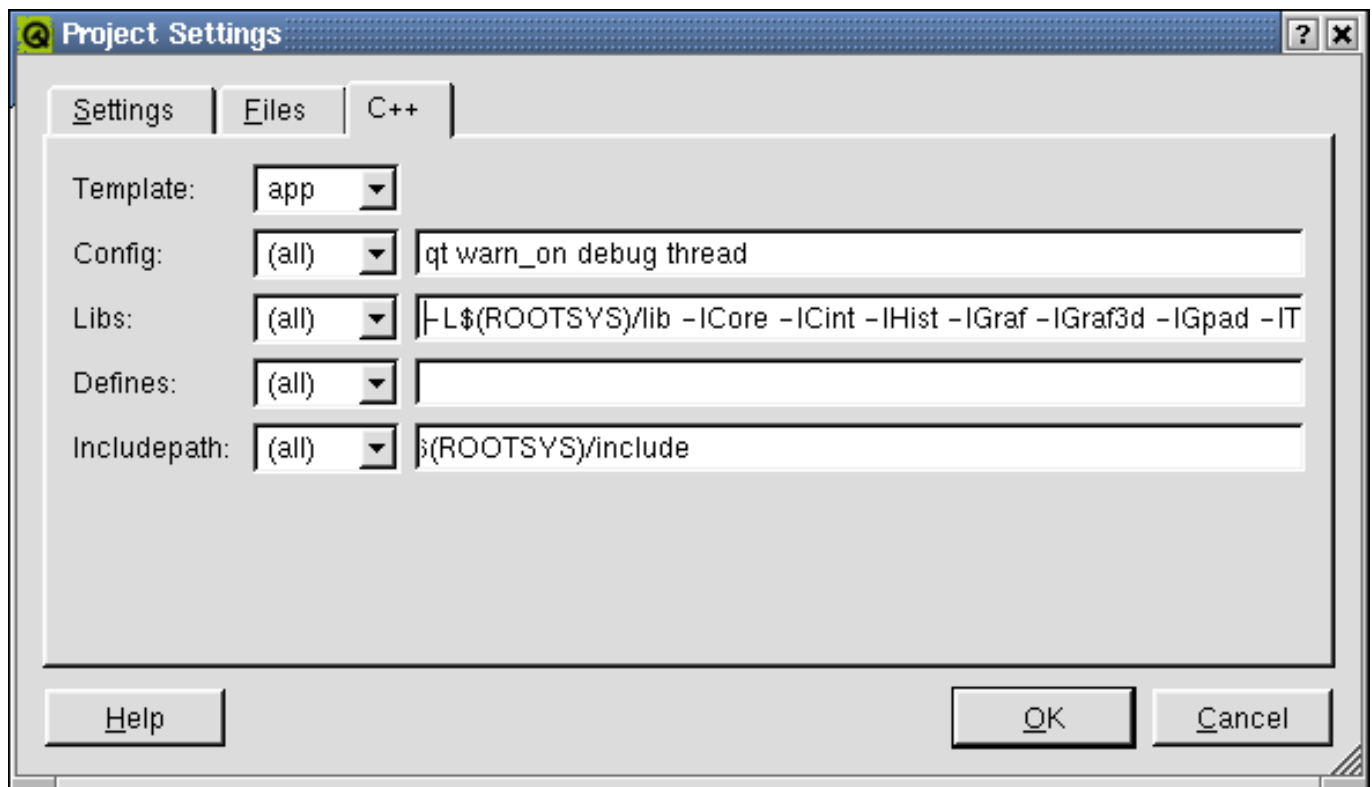 Project Settings
Settings Files C++
Template: app
Config: (all) qt warn_on debug thread
Libs: (all) -L$(ROOTSYS)/lib -lCore -lCint -lHist -lGraf -lGraf3d -lGpad -lT
Defines: (all)
Includepath: (all) $(ROOTSYS)/include
Help OK Cancel